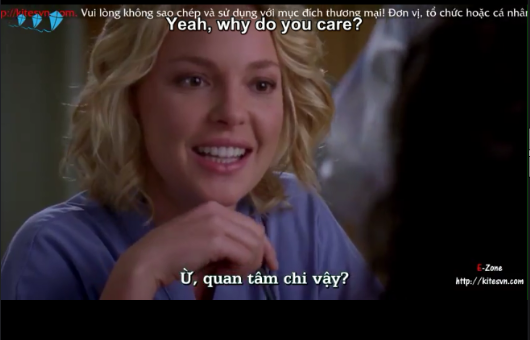 http://kitesvn.com. Vui lòng không sao chép và sử dụng với mục đích thương mại! Đơn vị, tổ chức hoặc cá nhân
Yeah, why do you care?
Ừ, quan tâm chi vậy?
E-Zone
http://kitesvn.com